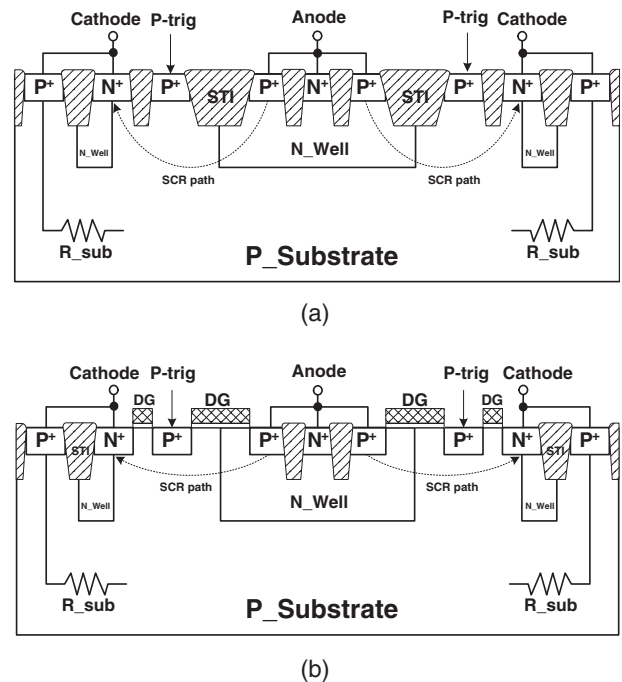 Cathode P-trig Anode P-trig Cathode
P+ N+ P+ STI P+ N+ P+ STI P+ N+ P+
N_Well N_Well N_Well
SCR path SCR path
R_sub R_sub
P_Substrate
(a)
Cathode P-trig Anode P-trig Cathode
DG DG DG DG
P+ STI N+ P+ P+ N+ P+ P+ N+ STI P+
SCR path SCR path
N_Well N_Well N_Well
R_sub R_sub
P_Substrate
(b)